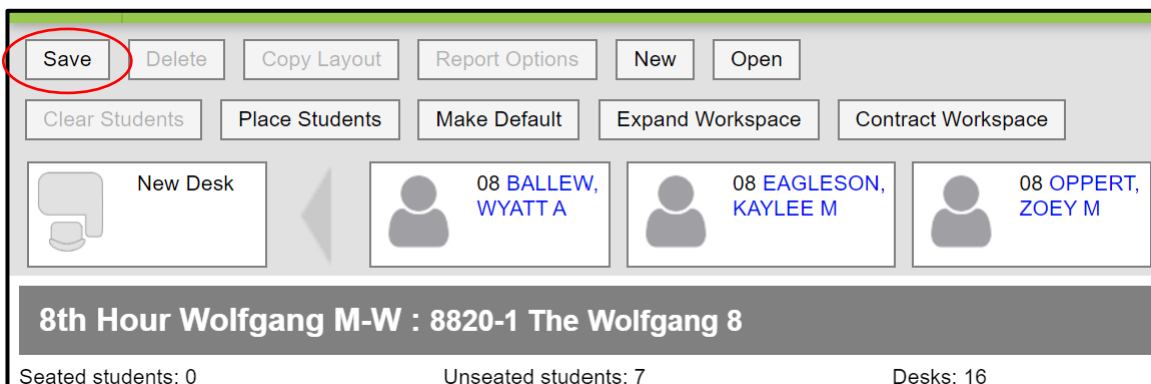 Save Delete Copy Layout Report Options New Open
Clear Students Place Students Make Default Expand Workspace Contract Workspace
New Desk
08 BALLEW,
WYATT A
08 EAGLESON,
KAYLEE M
08 OPPERT,
ZOEY M
8th Hour Wolfgang M-W : 8820-1 The Wolfgang 8
Seated students: 0 Unseated students: 7 Desks: 16